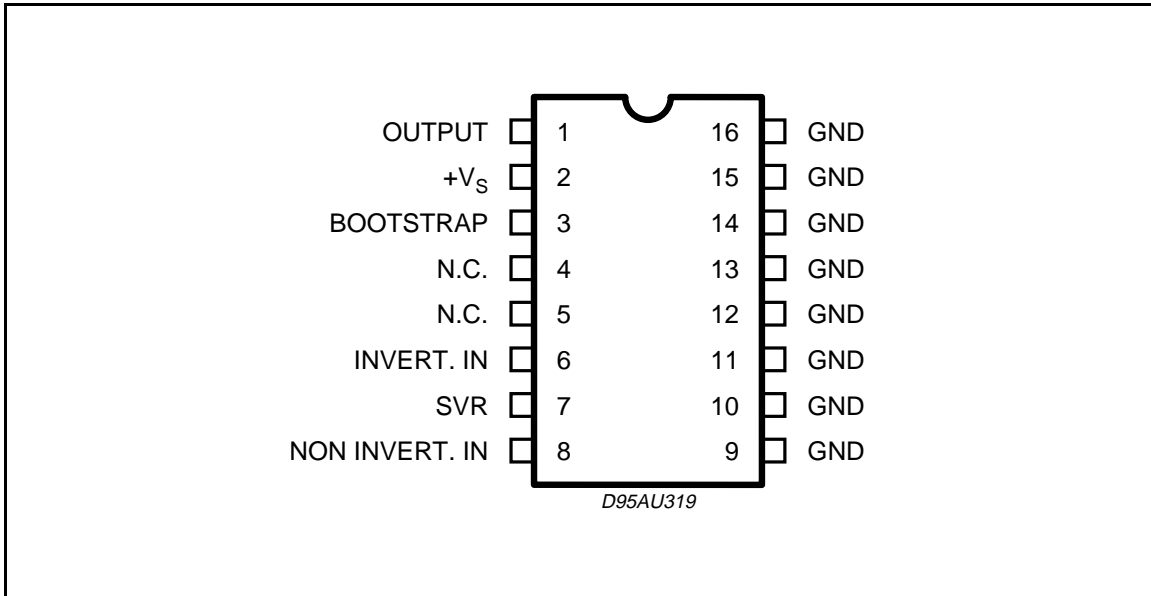 OUTPUT 1 16 GND
+VS 2 15 GND
BOOTSTRAP 3 14 GND
N.C. 4 13 GND
N.C. 5 12 GND
INVERT. IN 6 11 GND
SVR 7 10 GND
NON INVERT. IN 8 9 GND
D95AU319